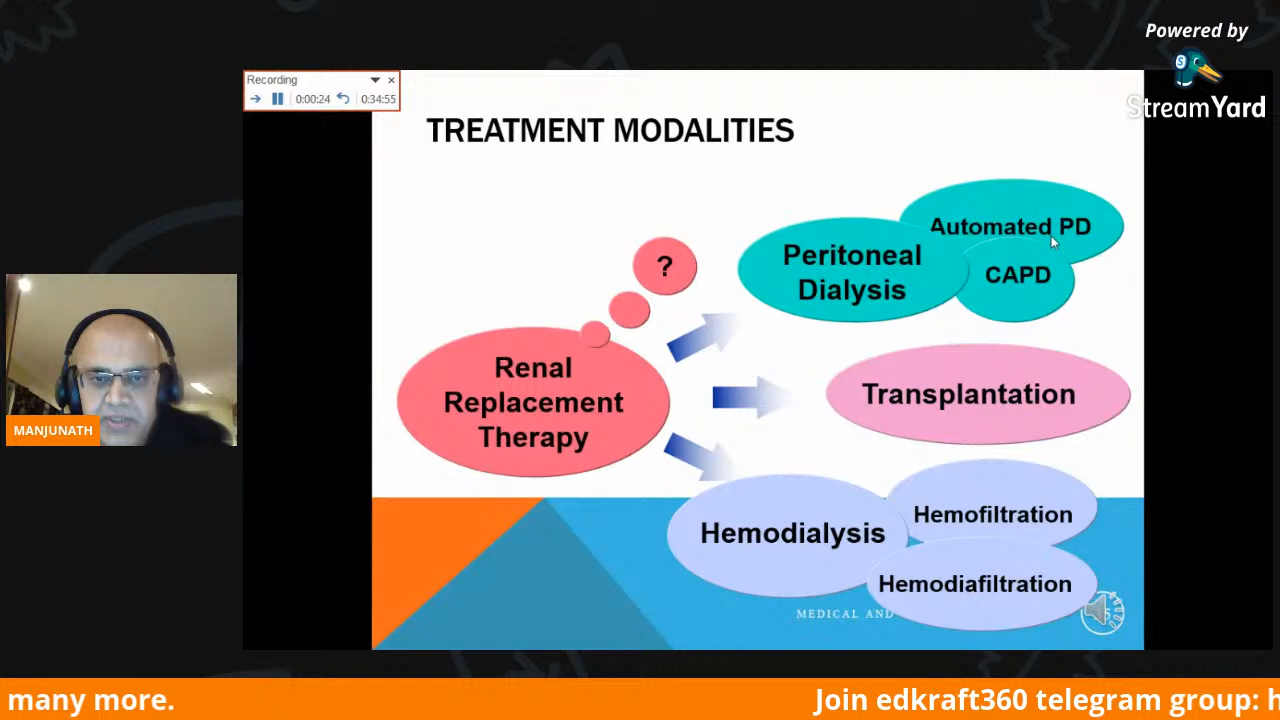 Powered by
StreamYard
Recording
0:00:24
0:34:55
TREATMENT MODALITIES
?
Renal
Replacement
Therapy
Peritoneal
Dialysis
Automated PD
CAPD
Transplantation
Hemodialysis
Hemofiltration
Hemodiafiltration
MEDICAL AND
MANJUNATH
many more.
Join edkraft360 telegram group: h